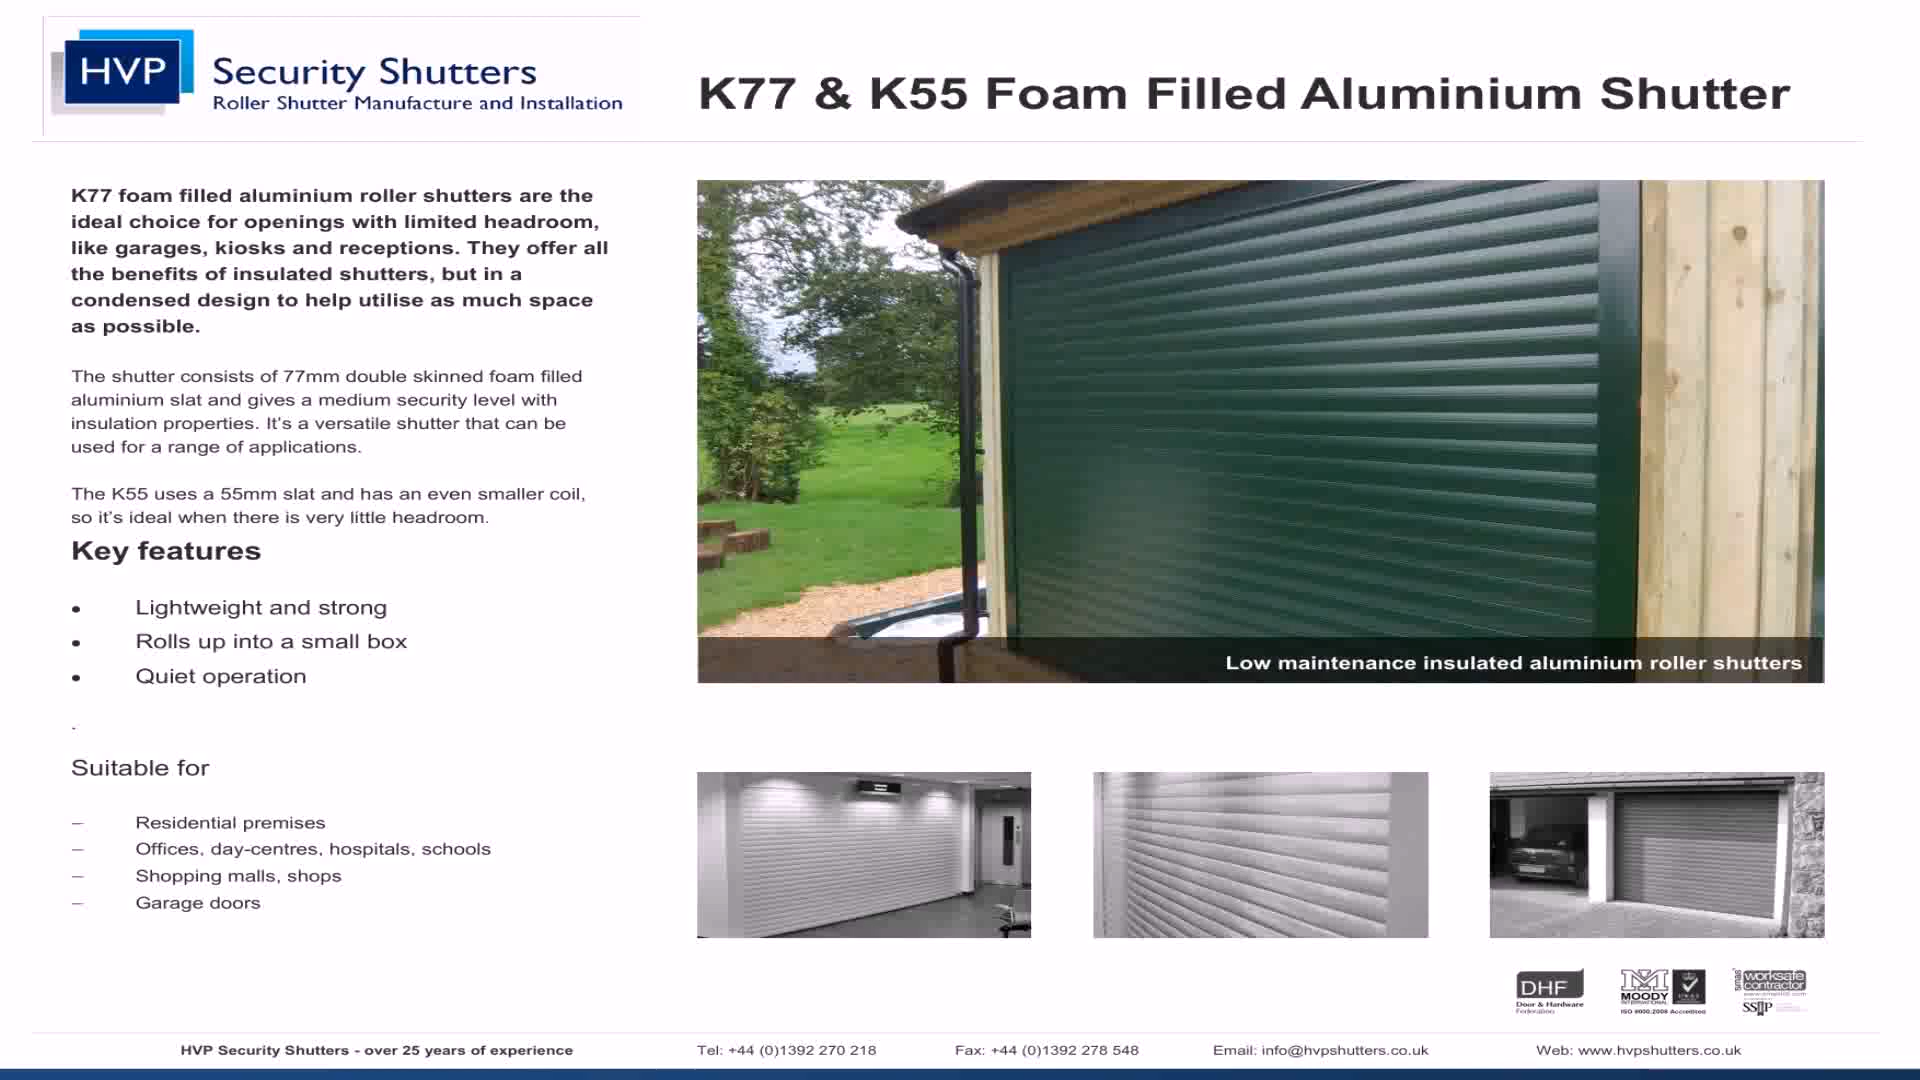 HVP
Security Shutters
Roller Shutter Manufacture and Installation
K77 & K55 Foam Filled Aluminium Shutter
K77 foam filled aluminium roller shutters are the
ideal choice for openings with limited headroom,
like garages, kiosks and receptions. They offer all
the benefits of insulated shutters, but in a
condensed design to help utilise as much space
as possible.
The shutter consists of 77mm double skinned foam filled
aluminium slat and gives a medium security level with
insulation properties. It's a versatile shutter that can be
used for a range of applications.
The K55 uses a 55mm slat and has an even smaller coil,
so it's ideal when there is very little headroom.
Key features
• Lightweight and strong
• Rolls up into a small box
• Quiet operation
.
Suitable for
– Residential premises
– Offices, day-centres, hospitals, schools
– Shopping malls, shops
– Garage doors
Low maintenance insulated aluminium roller shutters
DHF
Door & Hardware
Federation
MOODY
INTERNATIONAL
ISO 9000:2008 Accredited
worksafe
contractor
SSIP
HVP Security Shutters - over 25 years of experience
Tel: +44 (0)1392 270 218
Fax: +44 (0)1392 278 548
Email: info@hvpshutters.co.uk
Web: www.hvpshutters.co.uk